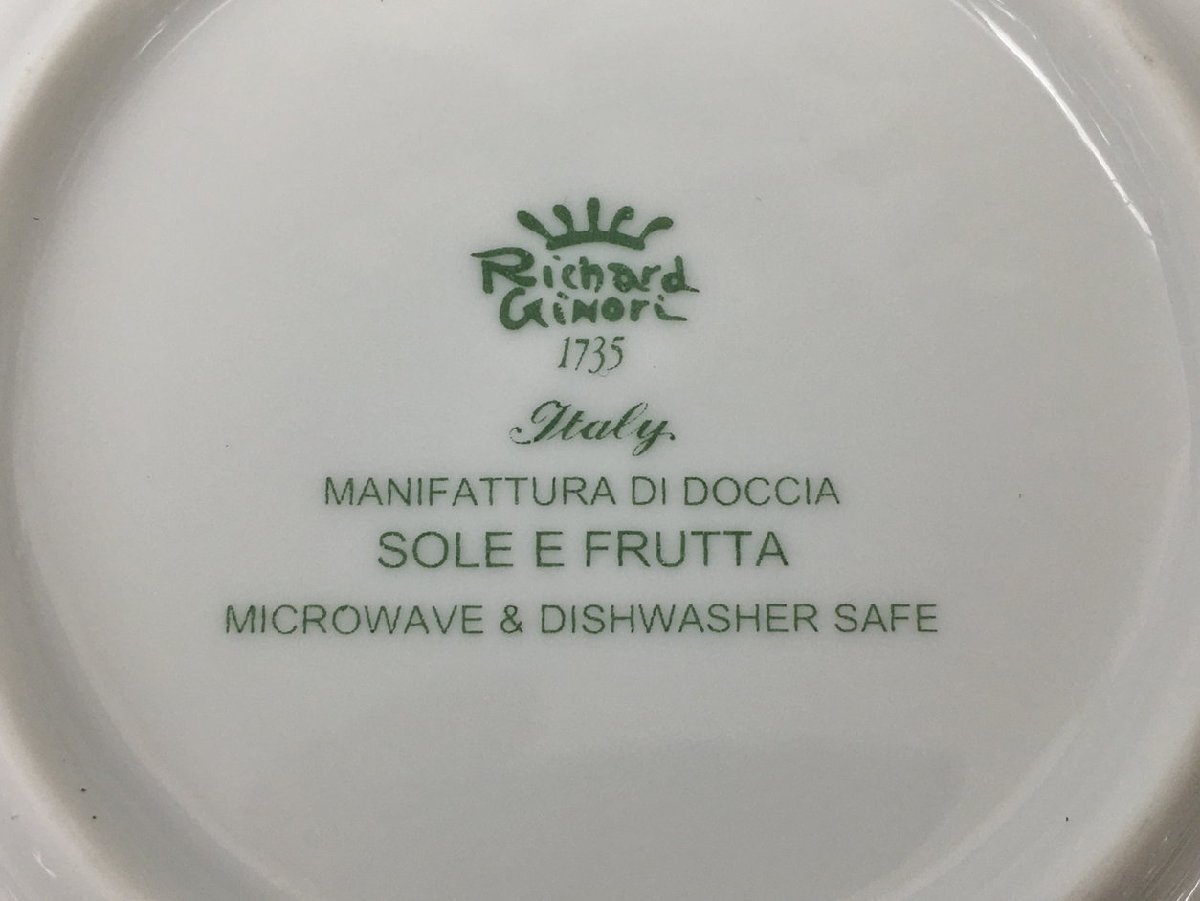 Richard
Ginori
1735
Italy
MANIFATTURA DI DOCCIA
SOLE E FRUTTA
MICROWAVE & DISHWASHER SAFE